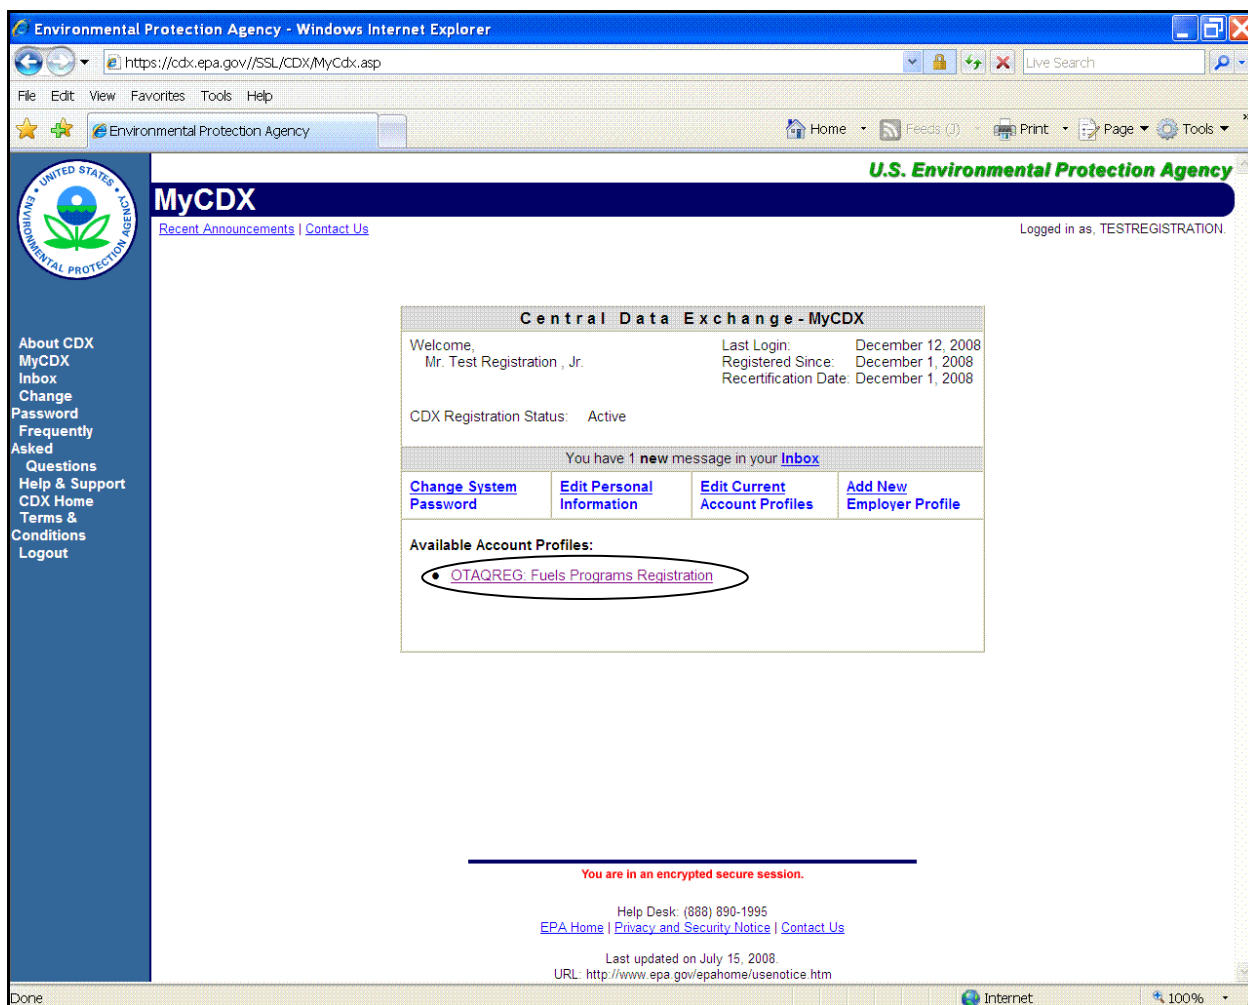 Environmental Protection Agency - Windows Internet Explorer
https://cdx.epa.gov//SSL/CDX/MyCdx.asp
Live Search
File Edit View Favorites Tools Help
Environmental Protection Agency
Home Feeds (J) Print Page Tools »
U.S. Environmental Protection Agency
UNITED STATES ENVIRONMENTAL PROTECTION AGENCY
MyCDX
Recent Announcements | Contact Us
Logged in as, TESTREGISTRATION.
About CDX
MyCDX
Inbox
Change
Password
Frequently
Asked
Questions
Help & Support
CDX Home
Terms &
Conditions
Logout
Central Data Exchange-MyCDX
Welcome, Last Login: December 12, 2008
Mr. Test Registration , Jr. Registered Since: December 1, 2008
Recertification Date: December 1, 2008
CDX Registration Status: Active
You have 1 new message in your Inbox
Change System Password
Edit Personal Information
Edit Current Account Profiles
Add New Employer Profile
Available Account Profiles:
• OTAQREG: Fuels Programs Registration
You are in an encrypted secure session.
Help Desk: (888) 890-1995
EPA Home | Privacy and Security Notice | Contact Us
Last updated on July 15, 2008.
URL: http://www.epa.gov/epahome/usenotice.htm
Done Internet 100%